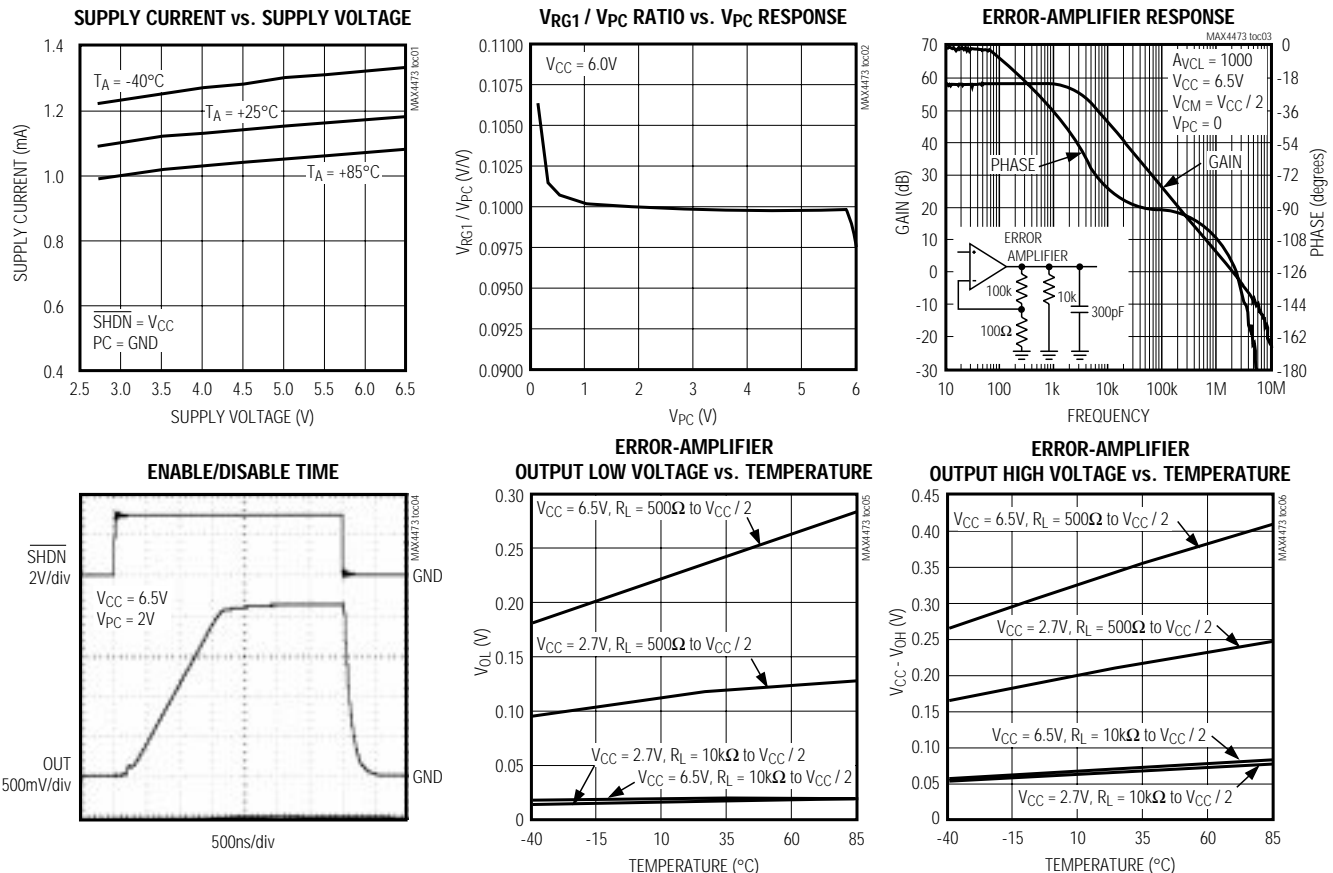 SUPPLY CURRENT vs. SUPPLY VOLTAGE
MAX4473 toc01
SUPPLY CURRENT (mA)
1.4
1.2
1.0
0.8
0.6
0.4
TA = -40°C
TA = +25°C
TA = +85°C
SHDN = VCC
PC = GND
2.5 3.0 3.5 4.0 4.5 5.0 5.5 6.0 6.5
SUPPLY VOLTAGE (V)
VRG1 / VPC RATIO vs. VPC RESPONSE
MAX4473 toc02
VRG1 / VPC (V/V)
0.1100
0.1075
0.1050
0.1025
0.1000
0.0975
0.0950
0.0925
0.0900
VCC = 6.0V
0 1 2 3 4 5 6
VPC (V)
ERROR-AMPLIFIER RESPONSE
MAX4473 toc03
GAIN (dB)
70
60
50
40
30
20
10
0
-10
-20
-30
AVCL = 1000
VCC = 6.5V
VCM = VCC / 2
VPC = 0
PHASE
GAIN
ERROR
AMPLIFIER
100k
10k
300pF
100Ω
0
-18
-36
-54
-72
-90
-108
-126
-144
-162
-180
PHASE (degrees)
10 100 1k 10k 100k 1M 10M
FREQUENCY
ENABLE/DISABLE TIME
MAX4473 toc04
SHDN
2V/div
GND
VCC = 6.5V
VPC = 2V
OUT
500mV/div
GND
500ns/div
ERROR-AMPLIFIER
OUTPUT LOW VOLTAGE vs. TEMPERATURE
MAX4473 toc05
VOL (V)
0.30
0.25
0.20
0.15
0.10
0.05
0
VCC = 6.5V, RL = 500Ω to VCC / 2
VCC = 2.7V, RL = 500Ω to VCC / 2
VCC = 2.7V, RL = 10kΩ to VCC / 2
VCC = 6.5V, RL = 10kΩ to VCC / 2
-40 -15 10 35 60 85
TEMPERATURE (°C)
ERROR-AMPLIFIER
OUTPUT HIGH VOLTAGE vs. TEMPERATURE
MAX4473 toc06
VCC - VOH (V)
0.45
0.40
0.35
0.30
0.25
0.20
0.15
0.10
0.05
0
VCC = 6.5V, RL = 500Ω to VCC / 2
VCC = 2.7V, RL = 500Ω to VCC / 2
VCC = 6.5V, RL = 10kΩ to VCC / 2
VCC = 2.7V, RL = 10kΩ to VCC / 2
-40 -15 10 35 60 85
TEMPERATURE (°C)